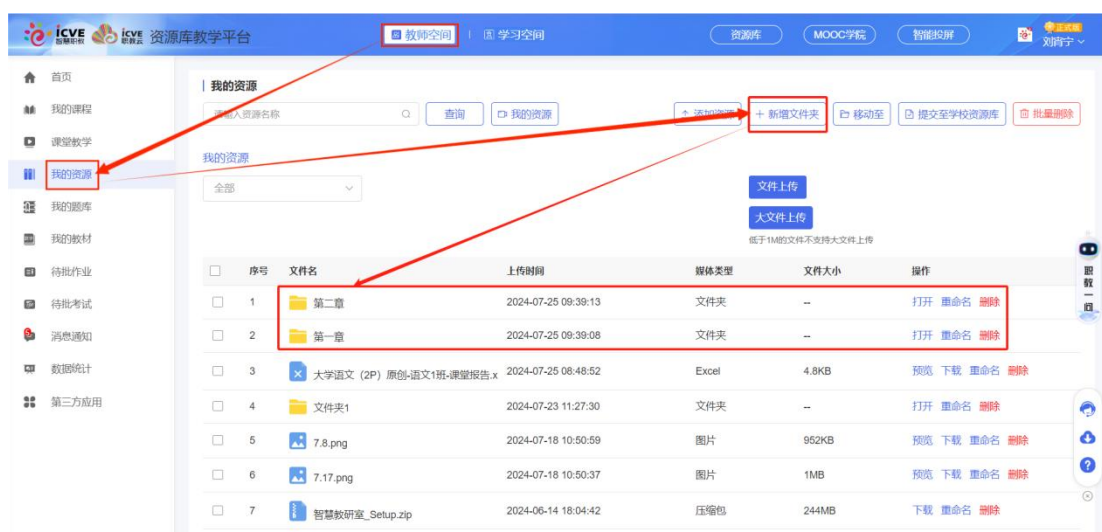 icve 智慧职教 icve 职教云 资源库教学平台 教师空间 学习空间 资源库 MOOC学院 智能投屏 正式版 刘肖宁
首页
我的课程
课堂教学
我的资源
我的题库
我的教材
待批作业
待批考试
消息通知
数据统计
第三方应用
我的资源
请输入资源名称 查询 我的资源 添加资源 + 新增文件夹 移动至 提交至学校资源库 批量删除
我的资源
全部 文件上传
大文件上传
低于1M的文件不支持大文件上传
序号 文件名 上传时间 媒体类型 文件大小 操作
1 第二章 2024-07-25 09:39:13 文件夹 -- 打开 重命名 删除
2 第一章 2024-07-25 09:39:08 文件夹 -- 打开 重命名 删除
3 大学语文（2P）原创-语文1班-课堂报告.x 2024-07-25 08:48:52 Excel 4.8KB 预览 下载 重命名 删除
4 文件夹1 2024-07-23 11:27:30 文件夹 -- 打开 重命名 删除
5 7.8.png 2024-07-18 10:50:59 图片 952KB 预览 下载 重命名 删除
6 7.17.png 2024-07-18 10:50:37 图片 1MB 预览 下载 重命名 删除
7 智慧教研室_Setup.zip 2024-06-14 18:04:42 压缩包 244MB 下载 重命名 删除
职教一问